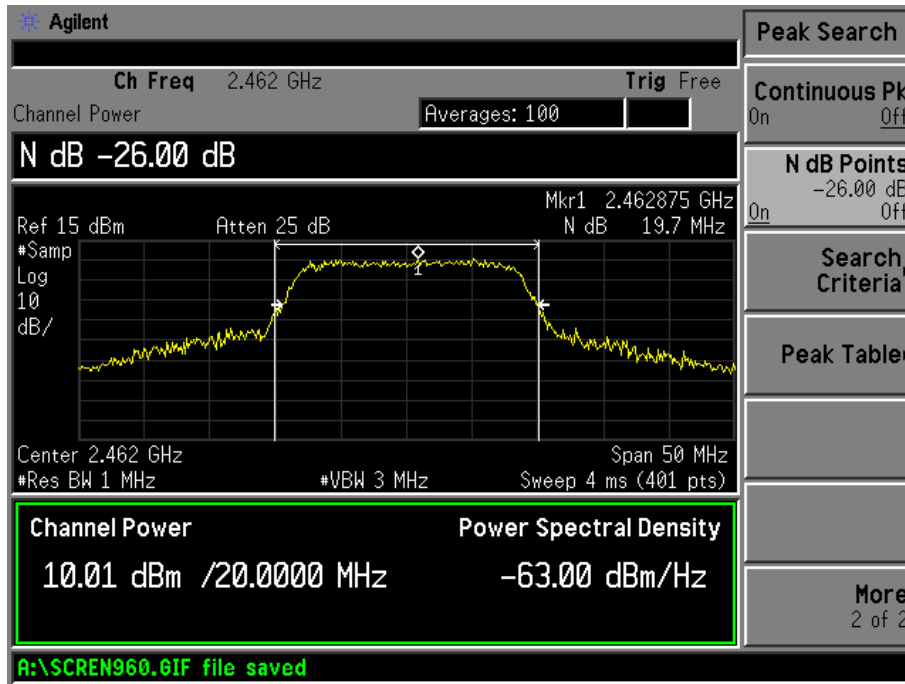 Agilent
Peak Search
Ch Freq 2.462 GHz Trig Free
Channel Power Averages: 100
Continuous Pk
On Off
N dB -26.00 dB
N dB Points
-26.00 dB
On Off
Mkr1 2.462875 GHz
Ref 15 dBm Atten 25 dB N dB 19.7 MHz
#Samp
Log
10
dB/
1
Search
Criteria
Peak Table
Center 2.462 GHz Span 50 MHz
#Res BW 1 MHz #VBW 3 MHz Sweep 4 ms (401 pts)
Channel Power Power Spectral Density
10.01 dBm /20.0000 MHz -63.00 dBm/Hz
More
2 of 2
A:\SCREN960.GIF file saved